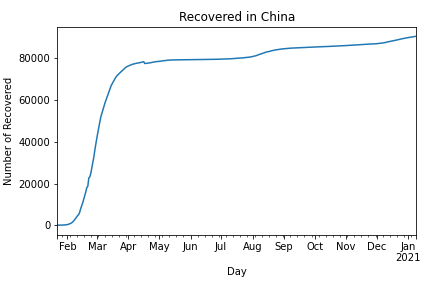 Recovered in China
Number of Recovered
80000
60000
40000
20000
0
Feb Mar Apr May Jun Jul Aug Sep Oct Nov Dec Jan
2021
Day